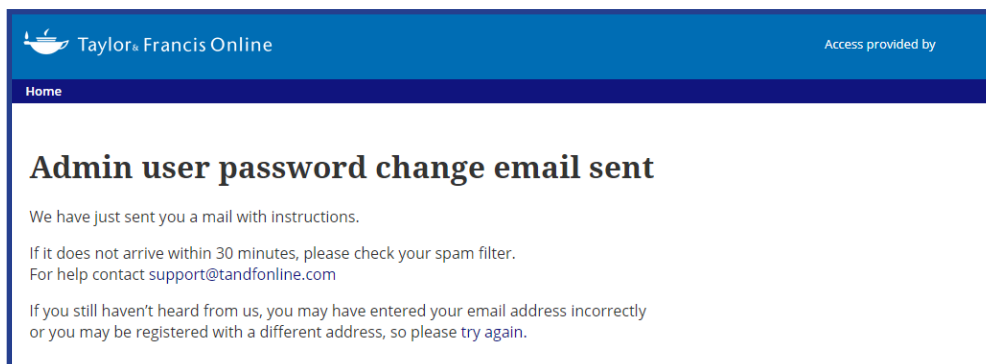 Taylor & Francis Online
Access provided by
Home
Admin user password change email sent
We have just sent you a mail with instructions.
If it does not arrive within 30 minutes, please check your spam filter.
For help contact support@tandfonline.com
If you still haven’t heard from us, you may have entered your email address incorrectly
or you may be registered with a different address, so please try again.